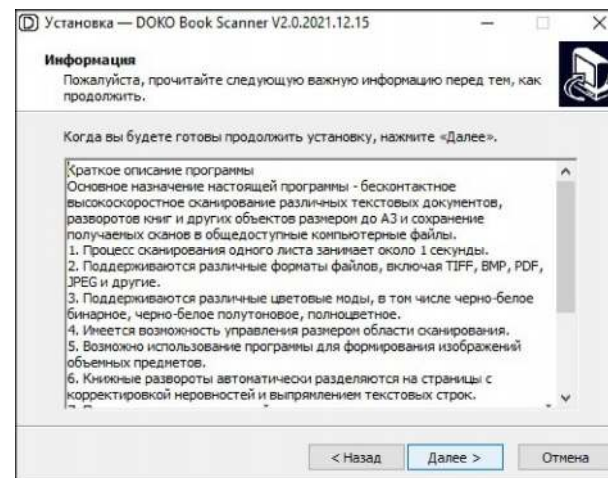 Установка — DOKO Book Scanner V2.0.2021.12.15
Информация
Пожалуйста, прочитайте следующую важную информацию перед тем, как
продолжить.
Когда вы будете готовы продолжить установку, нажмите «Далее».
Краткое описание программы
Основное назначение настоящей программы - бесконтактное
высокоскоростное сканирование различных текстовых документов,
разворотов книг и других объектов размером до А3 и сохранение
получаемых сканов в общедоступные компьютерные файлы.
1. Процесс сканирования одного листа занимает около 1 секунды.
2. Поддерживаются различные форматы файлов, включая TIFF, BMP, PDF,
JPEG и другие.
3. Поддерживаются различные цветовые моды, в том числе черно-белое
бинарное, черно-белое полутоновое, полноцветное.
4. Имеется возможность управления размером области сканирования.
5. Возможно использование программы для формирования изображений
объемных предметов.
6. Книжные развороты автоматически разделяются на страницы с
корректировкой неровностей и выпрямлением текстовых строк.
< Назад
Далее >
Отмена